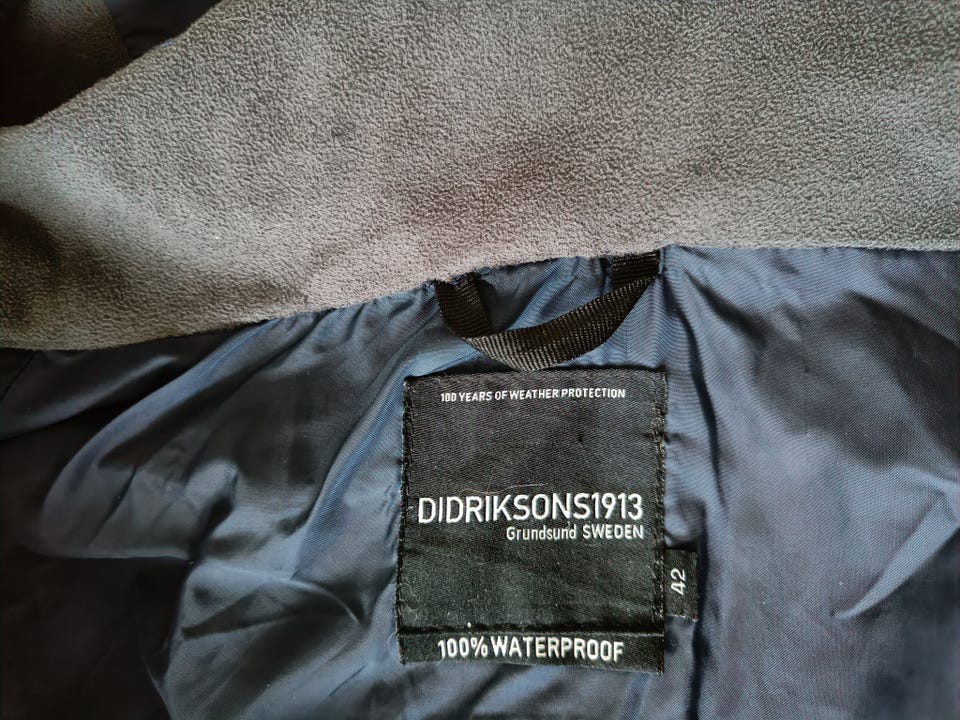 100 YEARS OF WEATHER PROTECTION
DIDRIKSONS1913
Grundsund SWEDEN
42
100% WATERPROOF